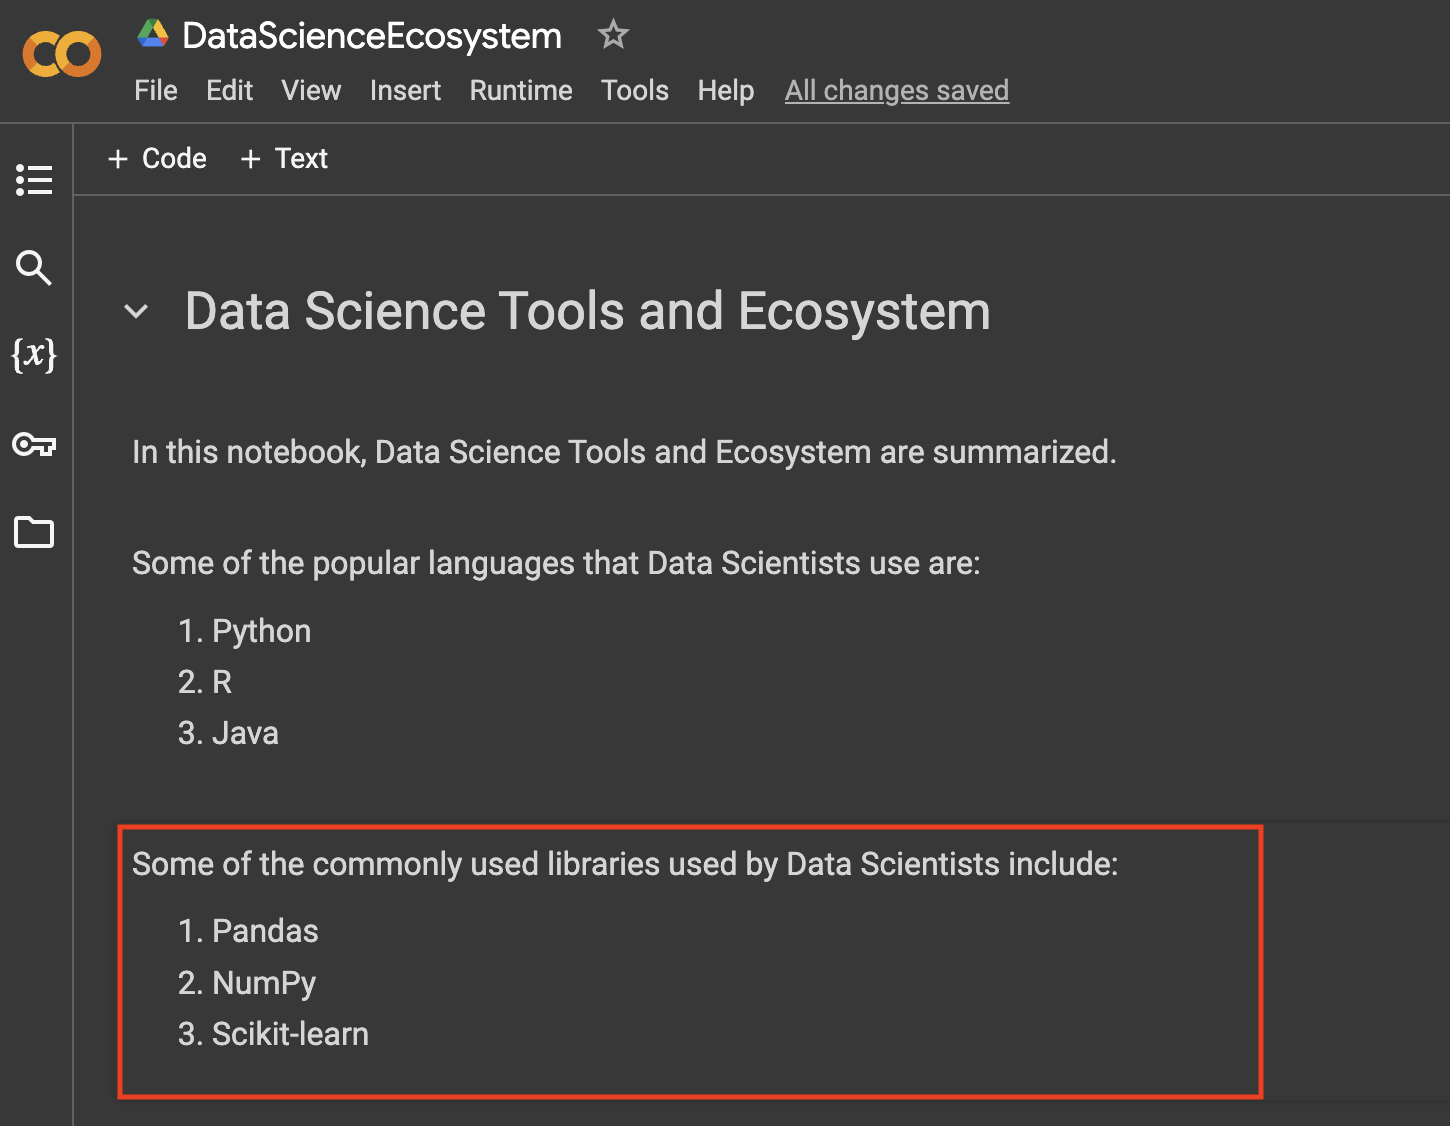 DataScienceEcosystem
File Edit View Insert Runtime Tools Help All changes saved
+ Code + Text
Data Science Tools and Ecosystem
{x}
In this notebook, Data Science Tools and Ecosystem are summarized.
Some of the popular languages that Data Scientists use are:
1. Python
2. R
3. Java
Some of the commonly used libraries used by Data Scientists include:
1. Pandas
2. NumPy
3. Scikit-learn